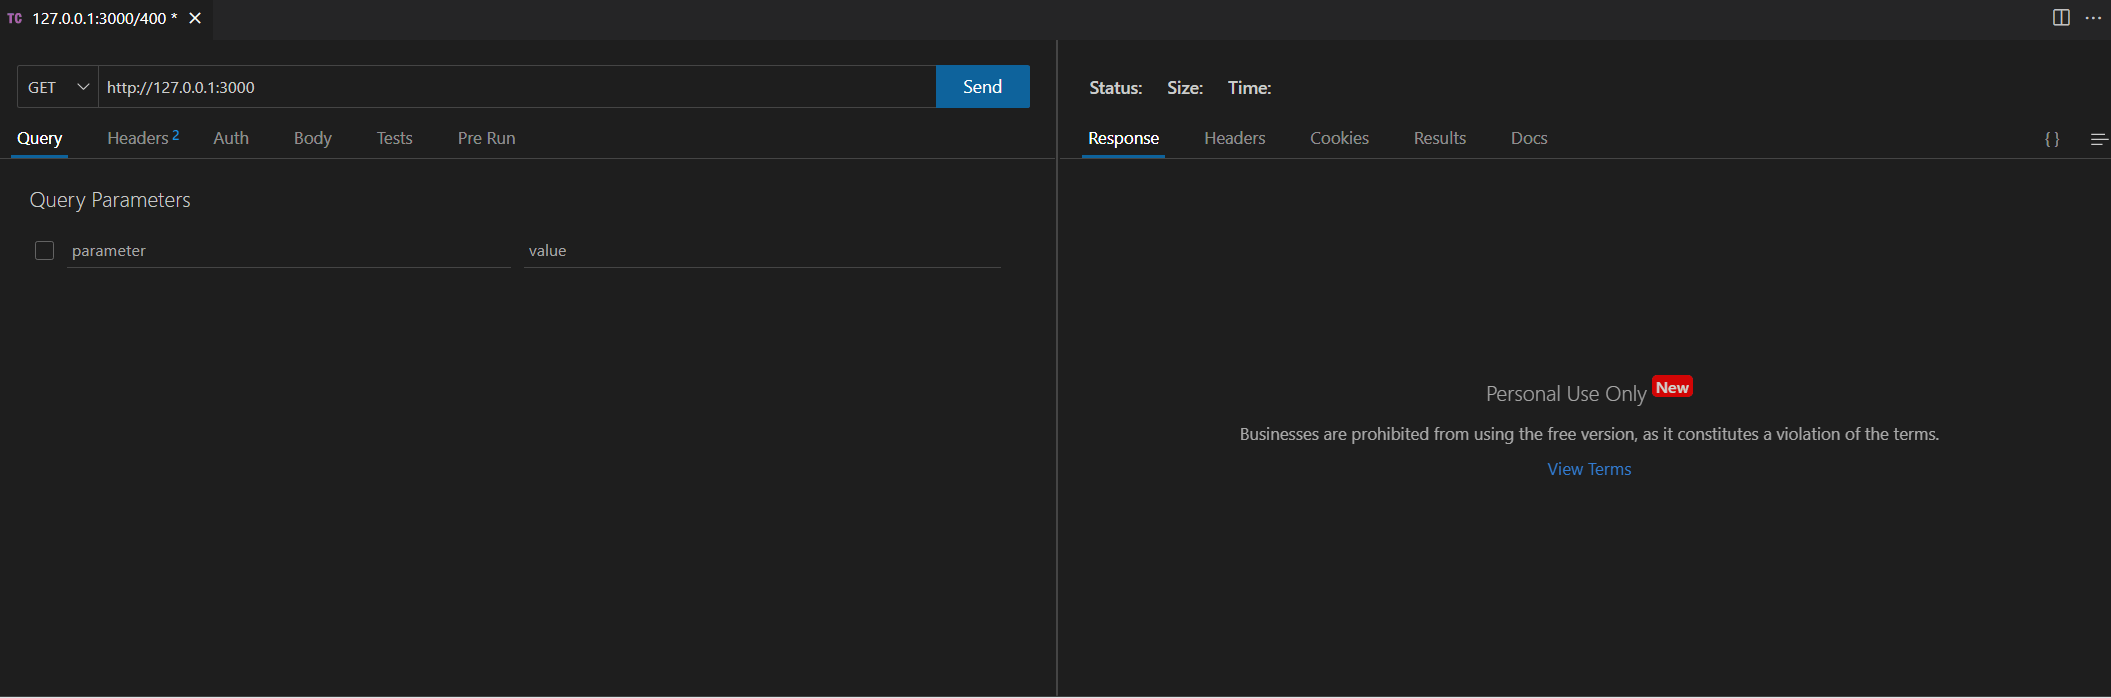 TC 127.0.0.1:3000/400 *
GET http://127.0.0.1:3000 Send
Query Headers 2 Auth Body Tests Pre Run
Query Parameters
parameter value
Status: Size: Time:
Response Headers Cookies Results Docs { }
Personal Use Only New
Businesses are prohibited from using the free version, as it constitutes a violation of the terms.
View Terms